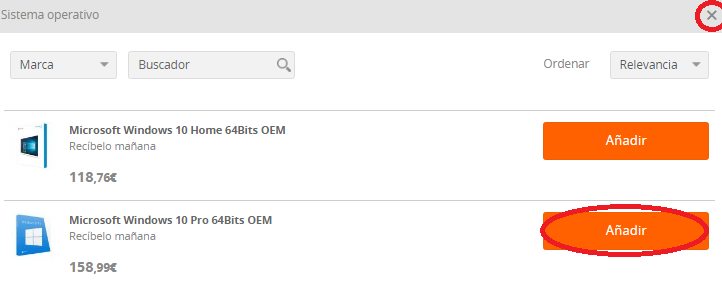 Sistema operativo
Marca
Buscador
Ordenar
Relevancia
Microsoft Windows 10 Home 64Bits OEM
Recíbelo mañana
118,76€
Añadir
Microsoft Windows 10 Pro 64Bits OEM
Recíbelo mañana
158,99€
Añadir